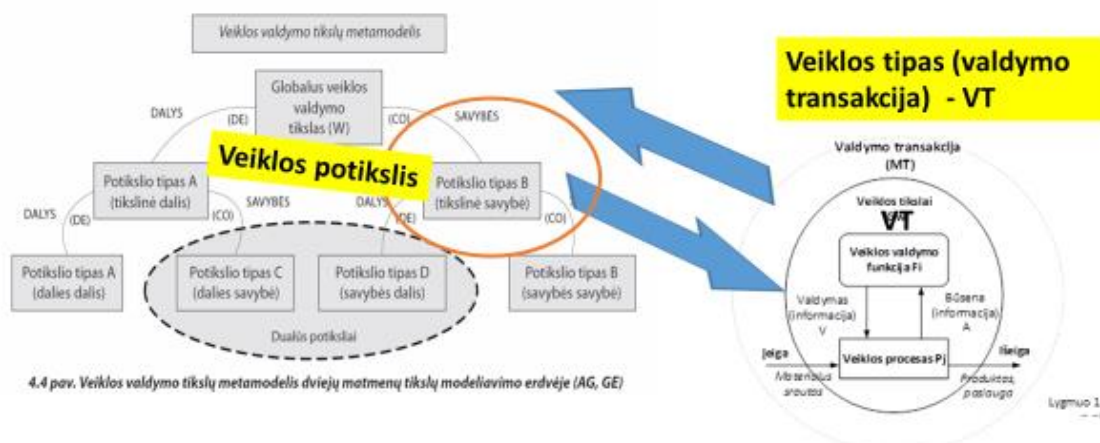 Veiklos valdymo tikslų metamodelis
Globalus veiklos
valdymo
tikslas (W)
DALYS
(DE)
(CO)
SAVYBĖS
Veiklos potikslis
Potikslio tipas A
(tikslinė dalis)
Potikslio tipas B
(tikslinė savybė)
DALYS
(DE)
(CO)
SAVYBĖS
DALYS
(DE)
(CO)
Potikslio tipas A
(dalies dalis)
Potikslio tipas C
(dalies savybė)
Potikslio tipas D
(savybės dalis)
Potikslio tipas B
(savybės savybė)
Dualūs potiksliai
4.4 pav. Veiklos valdymo tikslų metamodelis dviejų matmenų tikslų modeliavimo erdvėje (AG, GE)
Veiklos tipas (valdymo
transakcija) - VT
Valdymo transakcija
(MT)
Veiklos tikslai
VT
Veiklos valdymo
funkcija Fi
Valdymas
(informacija)
V
Būsena
(informacija)
A
Įeiga
Veiklos procesas Pj
Išeiga
Materialus
srautas
Produktas,
paslauga
Lygmuo 1